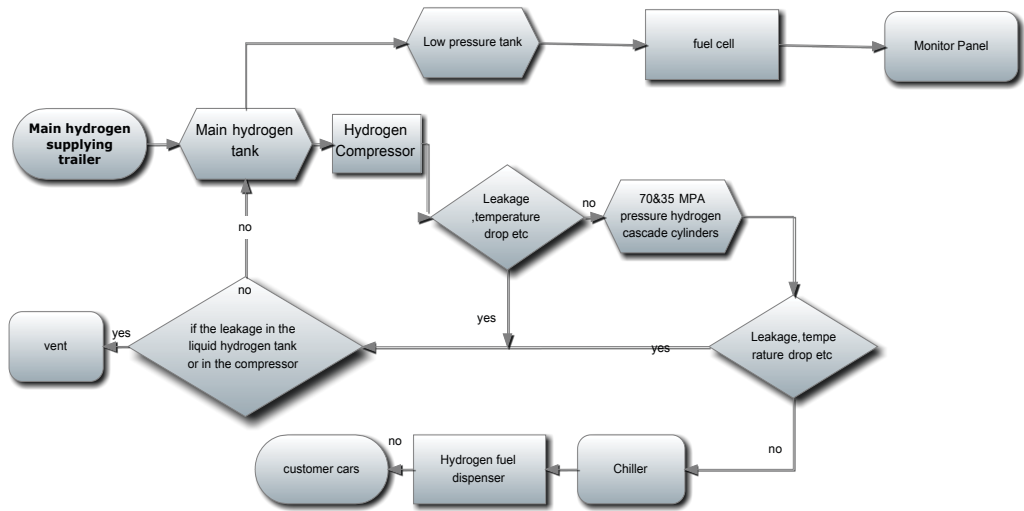 Low pressure tank
fuel cell
Monitor Panel
Main hydrogen
supplying
trailer
Main hydrogen
tank
Hydrogen
Compressor
Leakage
,temperature
drop etc
no
70&35 MPA
pressure hydrogen
cascade cylinders
no
no
yes
vent
yes
if the leakage in the
liquid hydrogen tank
or in the compressor
yes
Leakage,tempe
rature drop etc
no
customer cars
no
Hydrogen fuel
dispenser
Chiller